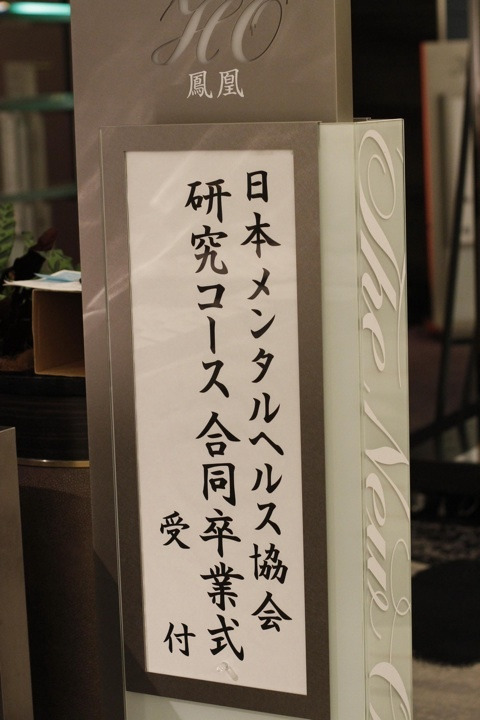 HO
鳳凰
日本メンタルヘルス協会
研究コース合同卒業式
受付
The New